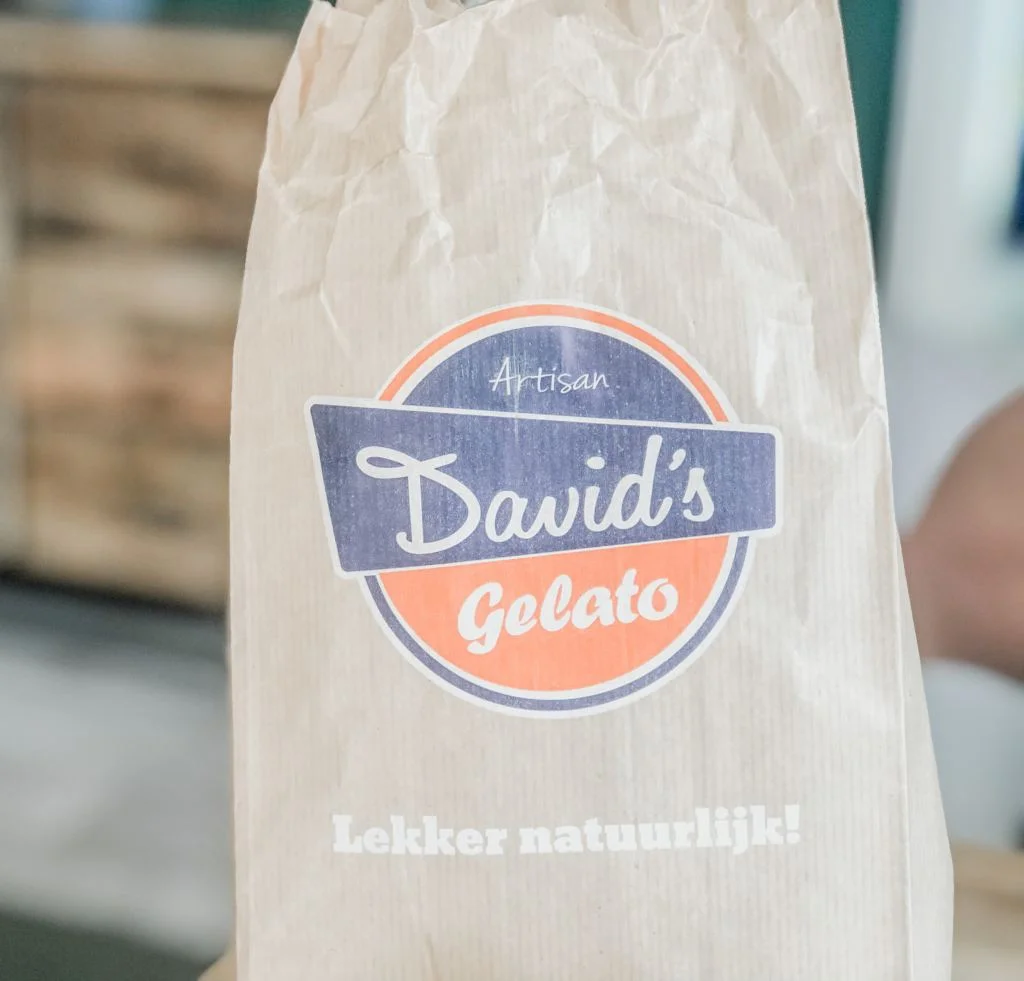 Artisan
David's
Gelato
Lekker natuurlijk!